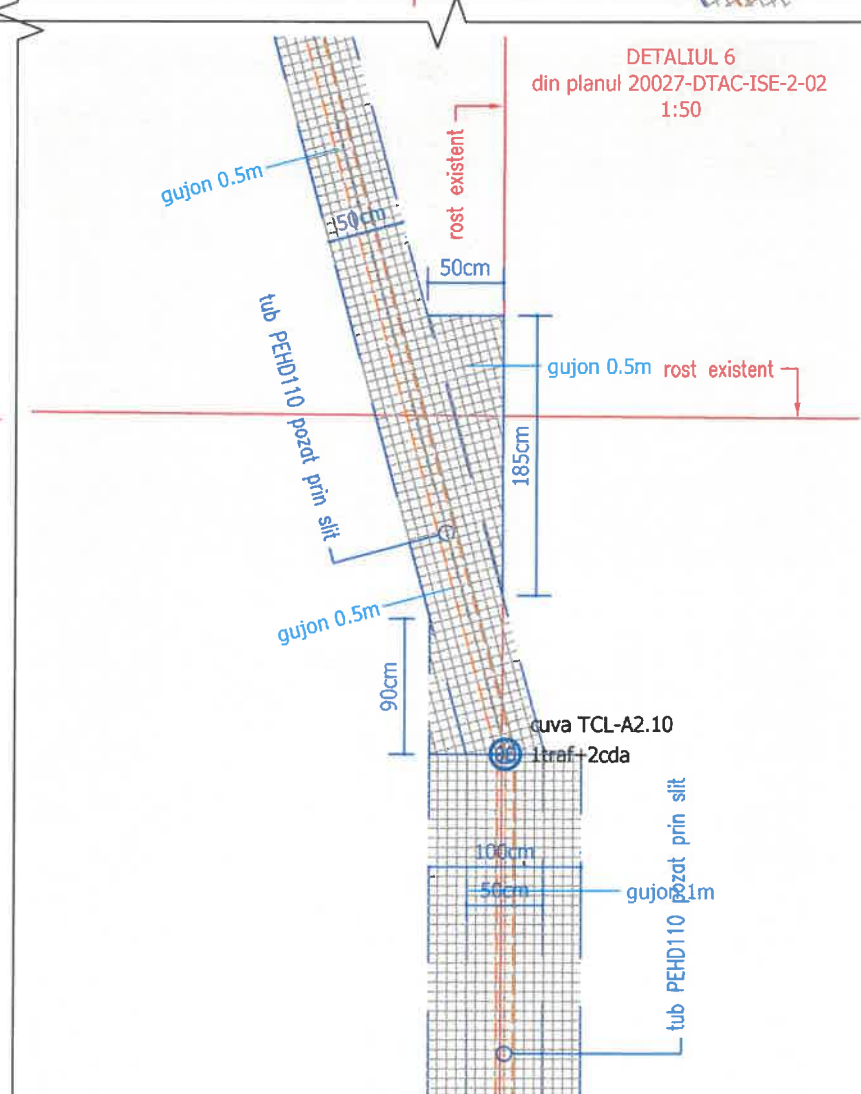 DETALIUL 6
din planul 20027-DTAC-ISE-2-02
1:50
rost existent
gujon 0.5m
50cm
50cm
tub PEHD110 pozat prin slit
gujon 0.5m
rost existent
185cm
gujon 0.5m
90cm
cuva TCL-A2.10
1traf+2cda
tub PEHD110 pozat prin slit
100cm
50cm
gujon 1m